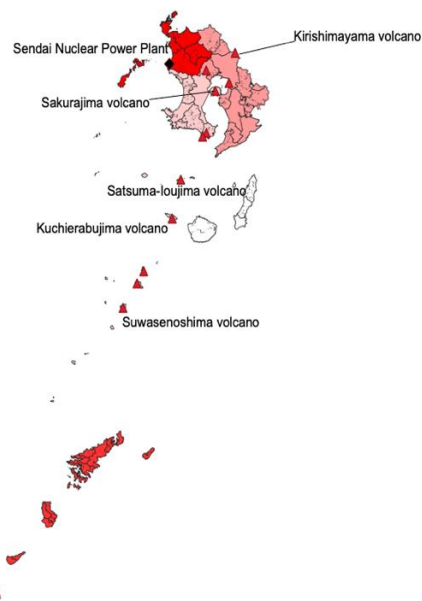 Kirishimayama volcano
Sendai Nuclear Power Plant
Sakurajima volcano
Satsuma-Ioujima volcano
Kuchierabujima volcano
Suwasenoshima volcano